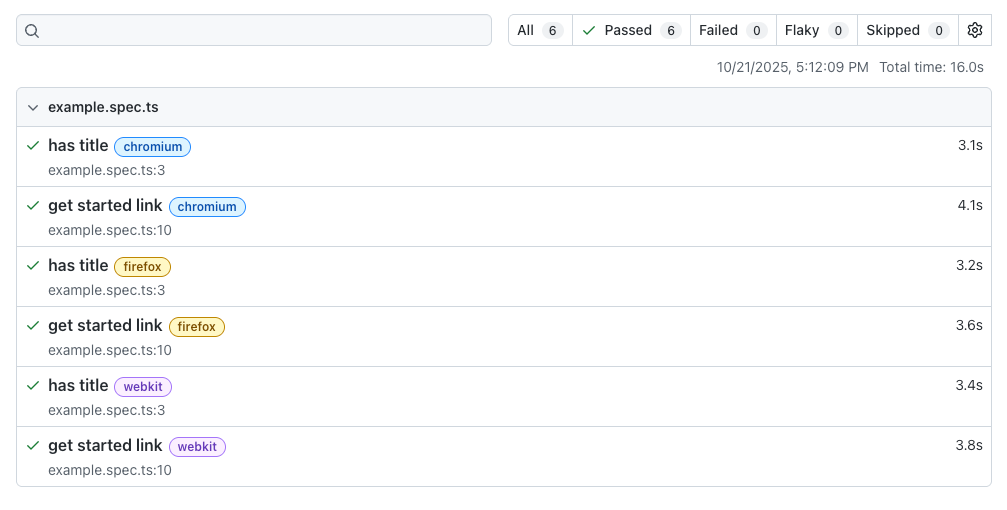 All 6 Passed 6 Failed 0 Flaky 0 Skipped 0
10/21/2025, 5:12:09 PM Total time: 16.0s
example.spec.ts
has title chromium 3.1s
example.spec.ts:3
get started link chromium 4.1s
example.spec.ts:10
has title firefox 3.2s
example.spec.ts:3
get started link firefox 3.6s
example.spec.ts:10
has title webkit 3.4s
example.spec.ts:3
get started link webkit 3.8s
example.spec.ts:10